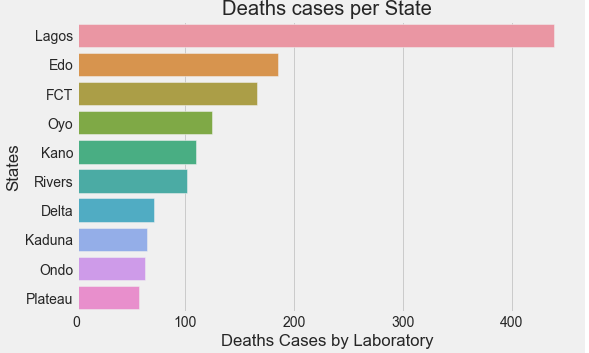 Deaths cases per State
States
Lagos
Edo
FCT
Oyo
Kano
Rivers
Delta
Kaduna
Ondo
Plateau
0 100 200 300 400
Deaths Cases by Laboratory